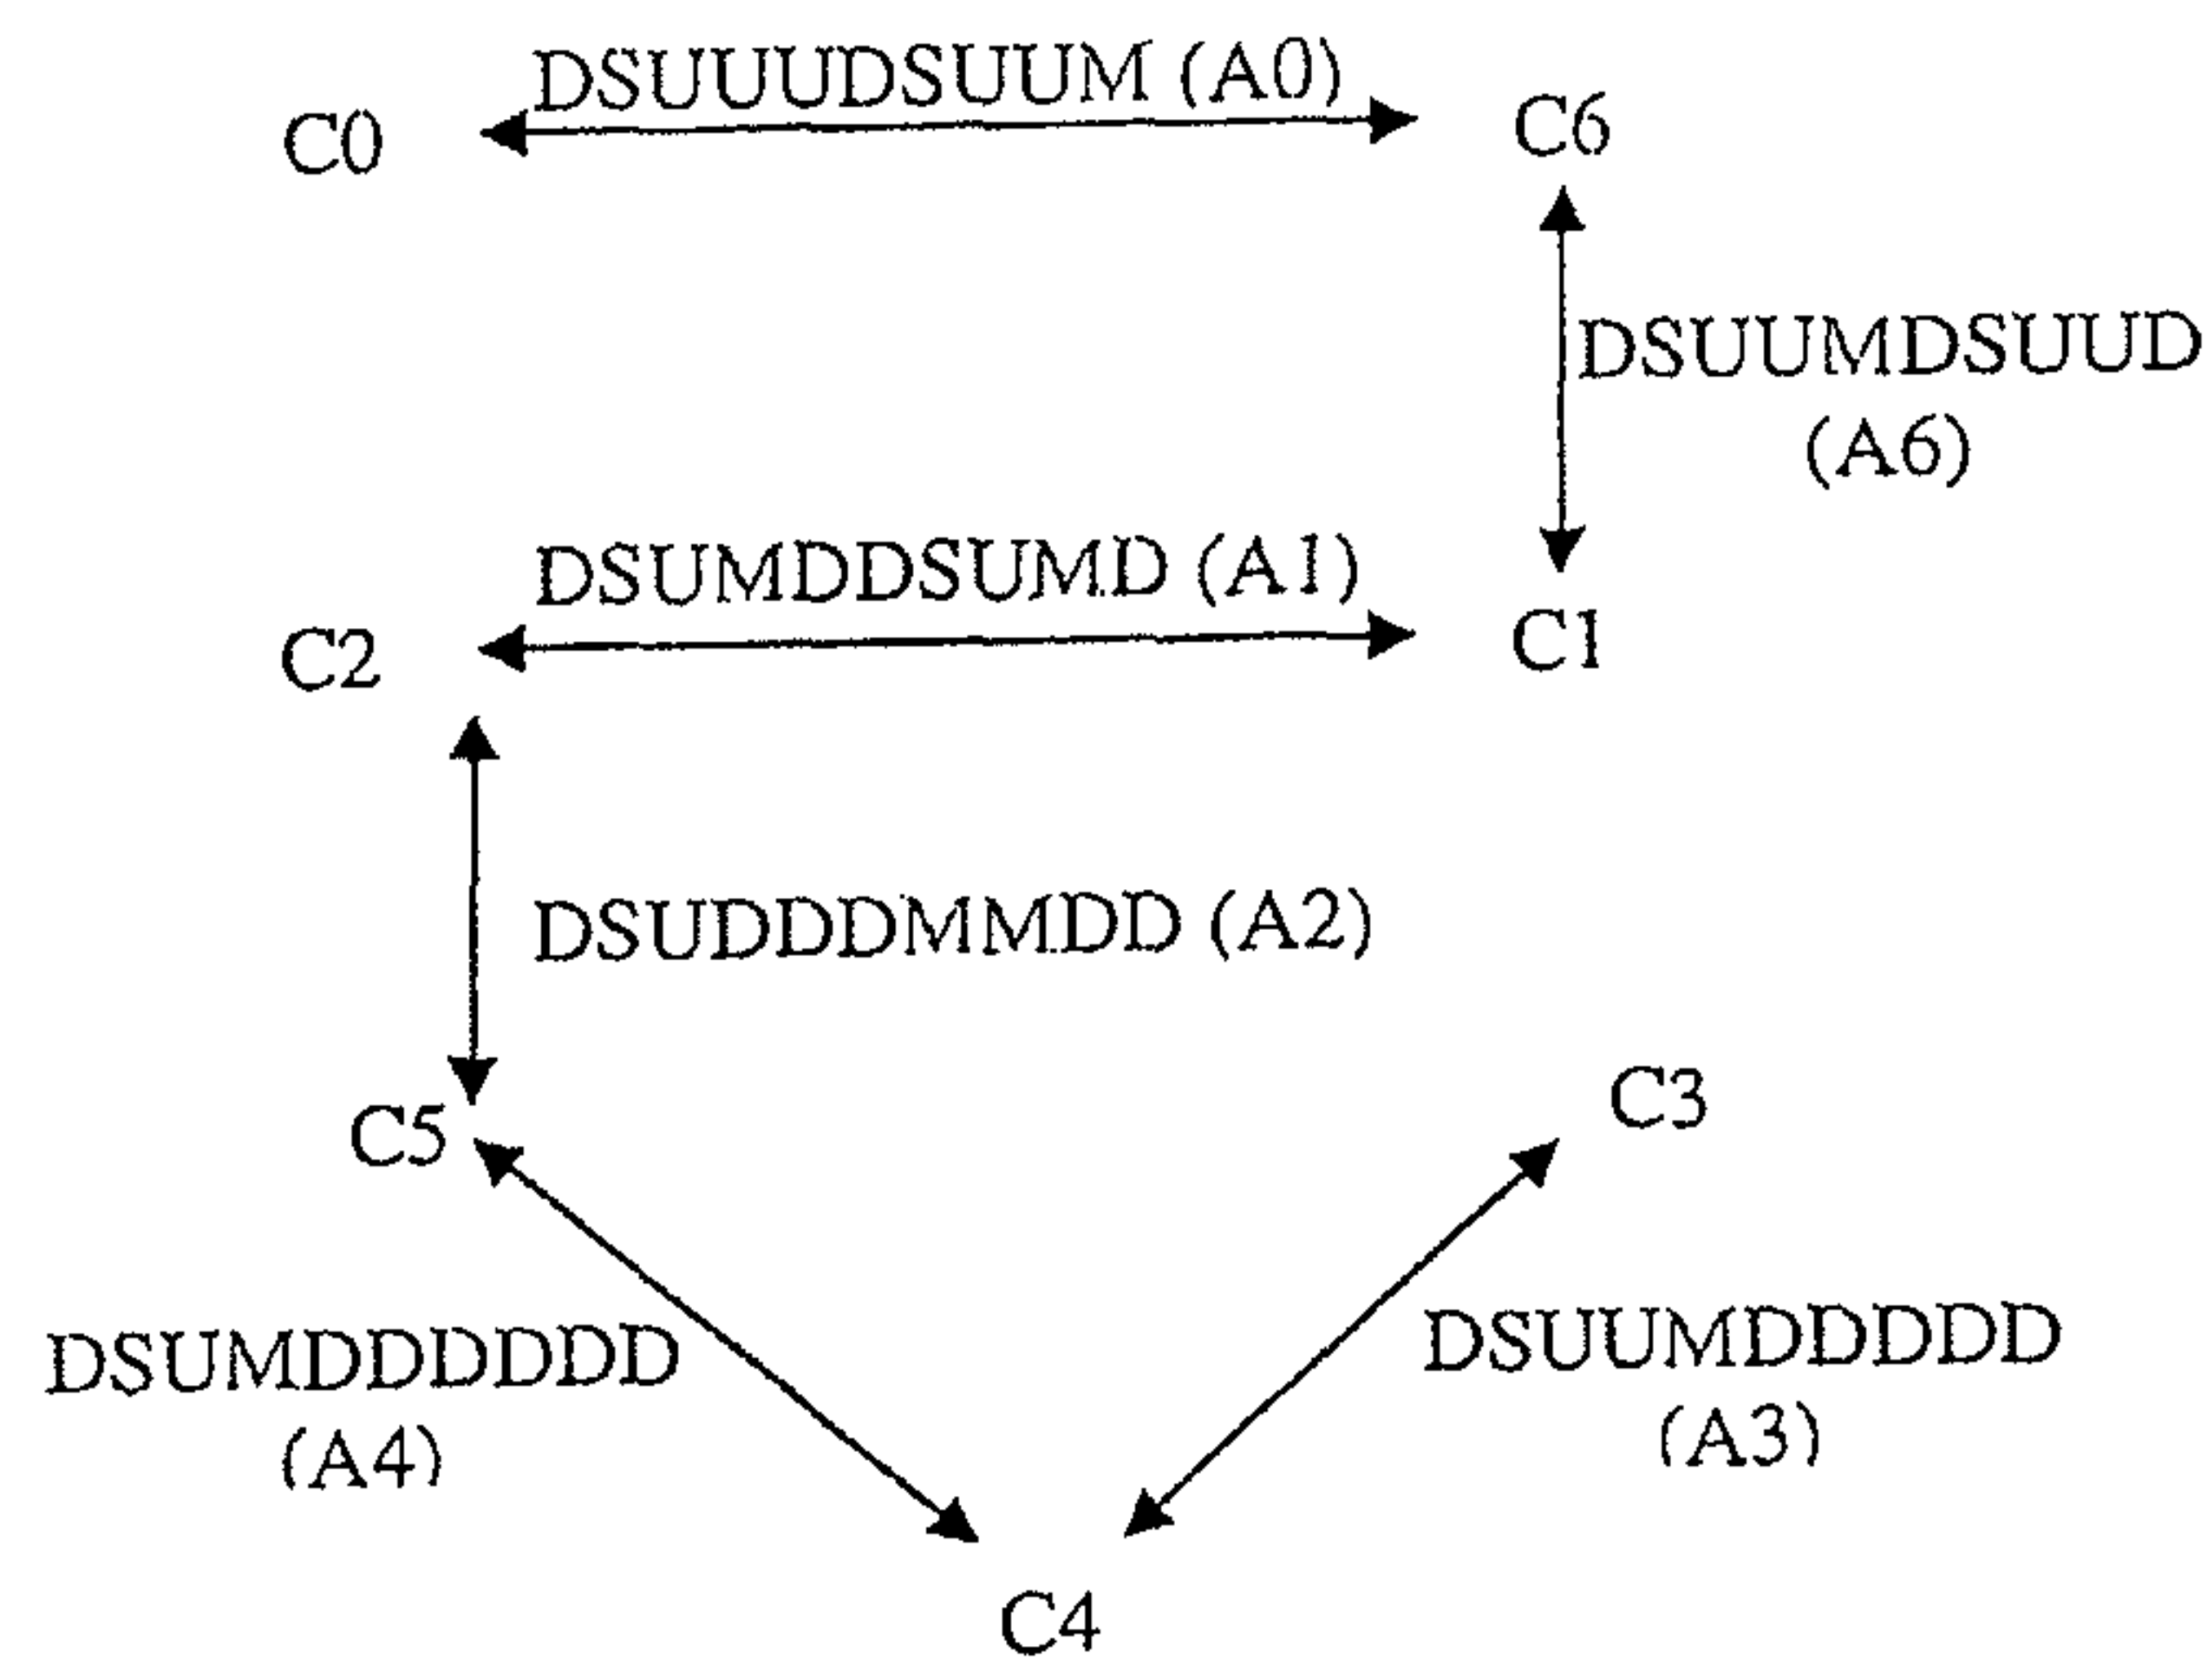 DSUUUDSUUM (A0)
C0
C6
DSUUMDSUUD
(A6)
DSUMDDSUMD (A1)
C2
C1
DSUDDDMMDD (A2)
C5
C3
DSUMDDDDDD
(A4)
DSUUMDDDDD
(A3)
C4